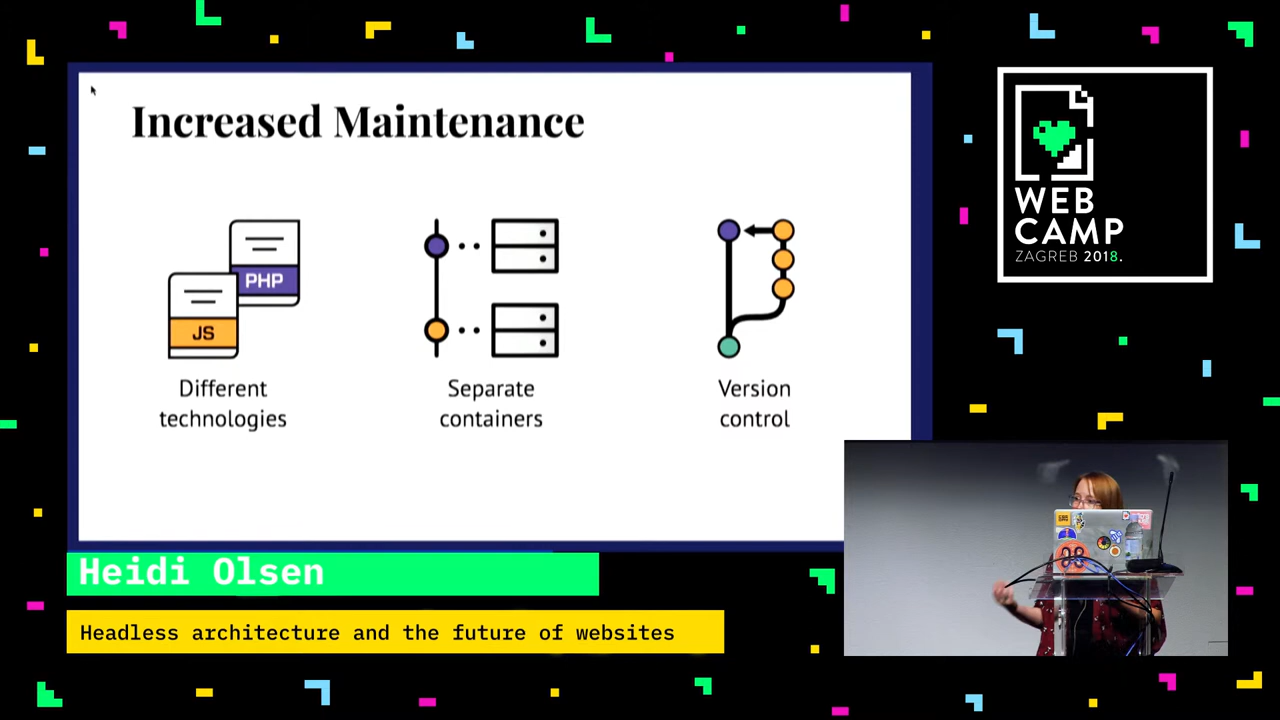 Increased Maintenance
PHP
JS
Different
technologies
Separate
containers
Version
control
WEB
CAMP
ZAGREB 2018.
Heidi Olsen
Headless architecture and the future of websites